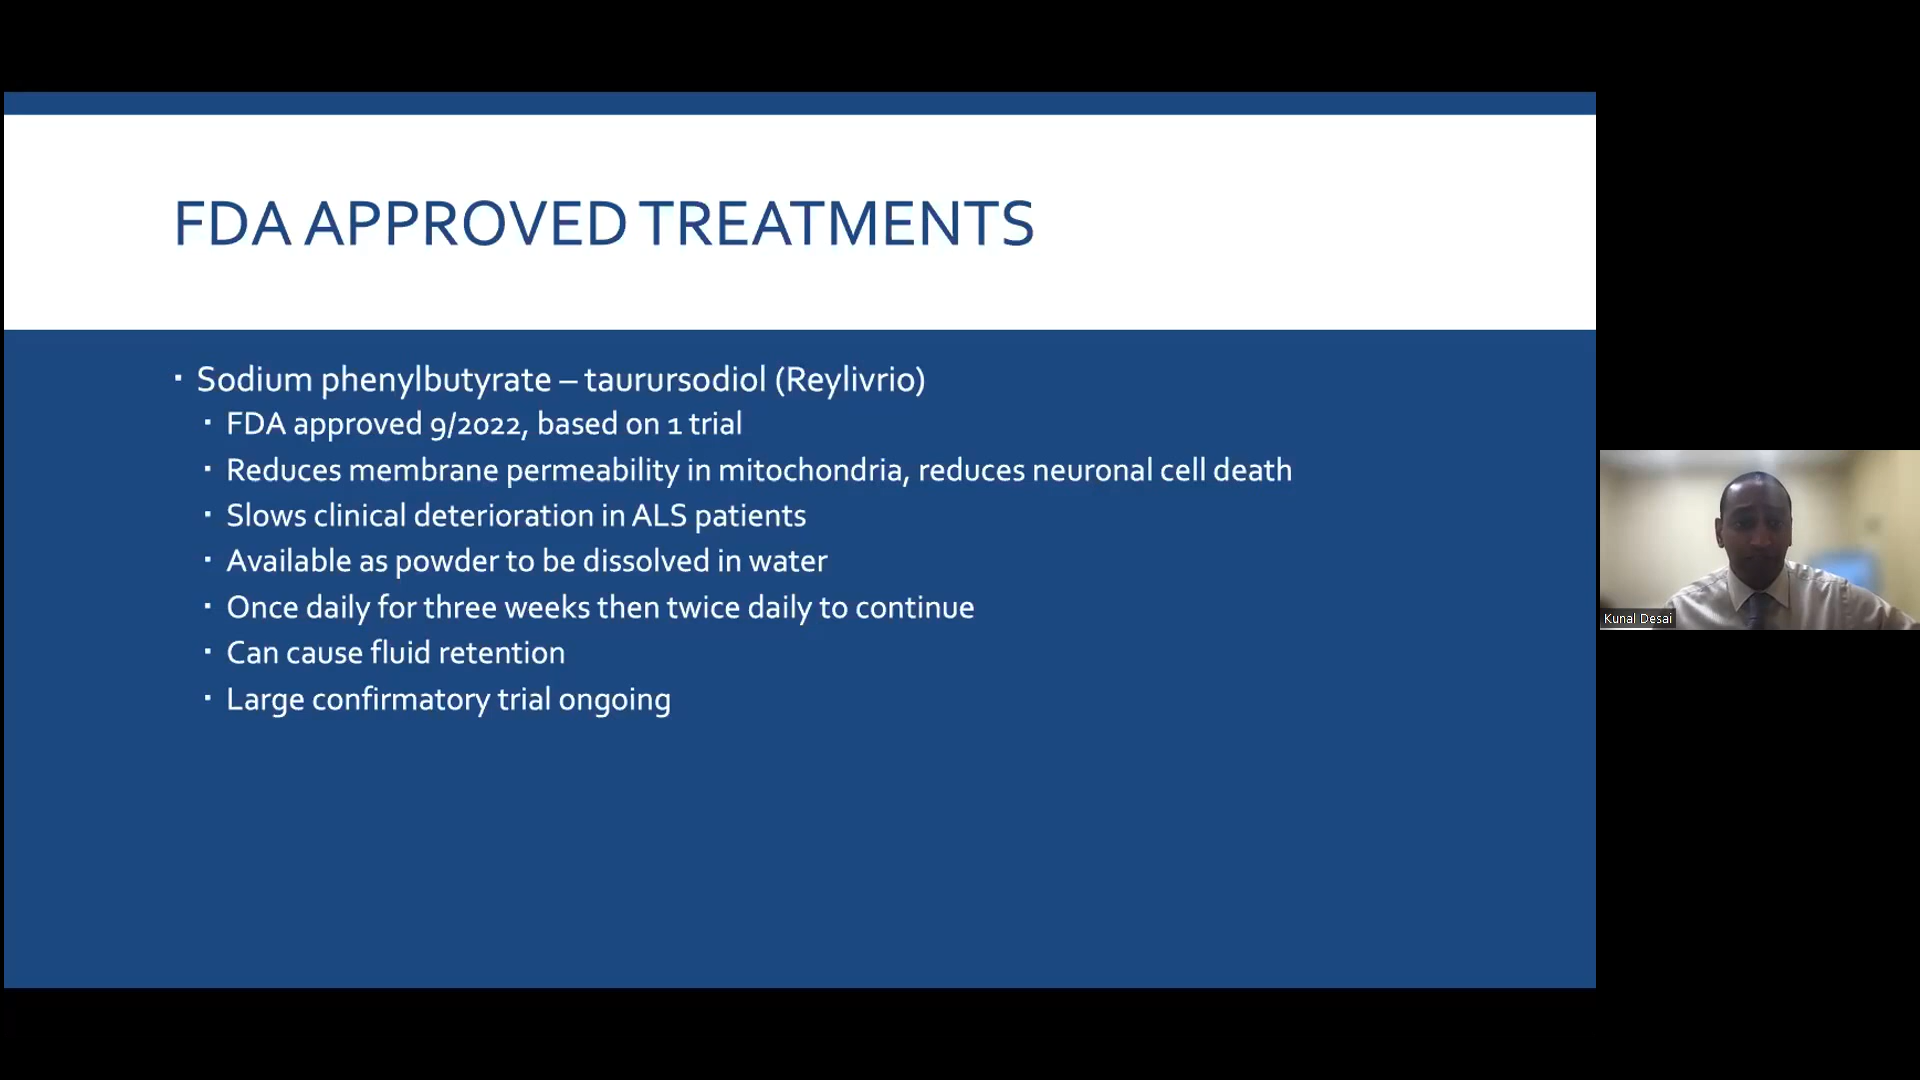 FDA APPROVED TREATMENTS
▪ Sodium phenylbutyrate – taurursodiol (Reylivrio)
▪ FDA approved 9/2022, based on 1 trial
▪ Reduces membrane permeability in mitochondria, reduces neuronal cell death
▪ Slows clinical deterioration in ALS patients
▪ Available as powder to be dissolved in water
▪ Once daily for three weeks then twice daily to continue
▪ Can cause fluid retention
▪ Large confirmatory trial ongoing
Kunal Desai